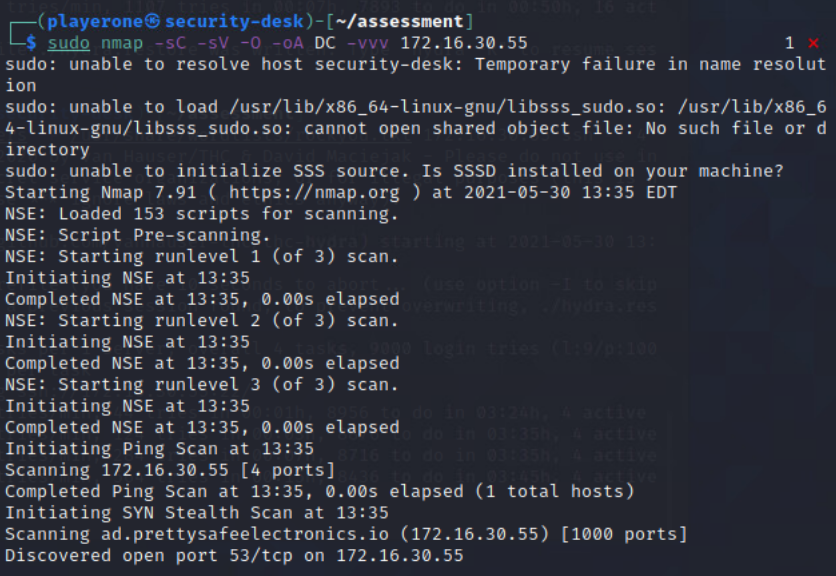 ┌──(playerone㉿security-desk)-[~/assessment]
└─$ sudo nmap -sC -sV -O -oA DC -vvv 172.16.30.55 1 ⨯
sudo: unable to resolve host security-desk: Temporary failure in name resolut
ion
sudo: unable to load /usr/lib/x86_64-linux-gnu/libsss_sudo.so: /usr/lib/x86_6
4-linux-gnu/libsss_sudo.so: cannot open shared object file: No such file or d
irectory
sudo: unable to initialize SSS source. Is SSSD installed on your machine?
Starting Nmap 7.91 ( https://nmap.org ) at 2021-05-30 13:35 EDT
NSE: Loaded 153 scripts for scanning.
NSE: Script Pre-scanning.
NSE: Starting runlevel 1 (of 3) scan.
Initiating NSE at 13:35
Completed NSE at 13:35, 0.00s elapsed
NSE: Starting runlevel 2 (of 3) scan.
Initiating NSE at 13:35
Completed NSE at 13:35, 0.00s elapsed
NSE: Starting runlevel 3 (of 3) scan.
Initiating NSE at 13:35
Completed NSE at 13:35, 0.00s elapsed
Initiating Ping Scan at 13:35
Scanning 172.16.30.55 [4 ports]
Completed Ping Scan at 13:35, 0.00s elapsed (1 total hosts)
Initiating SYN Stealth Scan at 13:35
Scanning ad.prettysafeelectronics.io (172.16.30.55) [1000 ports]
Discovered open port 53/tcp on 172.16.30.55